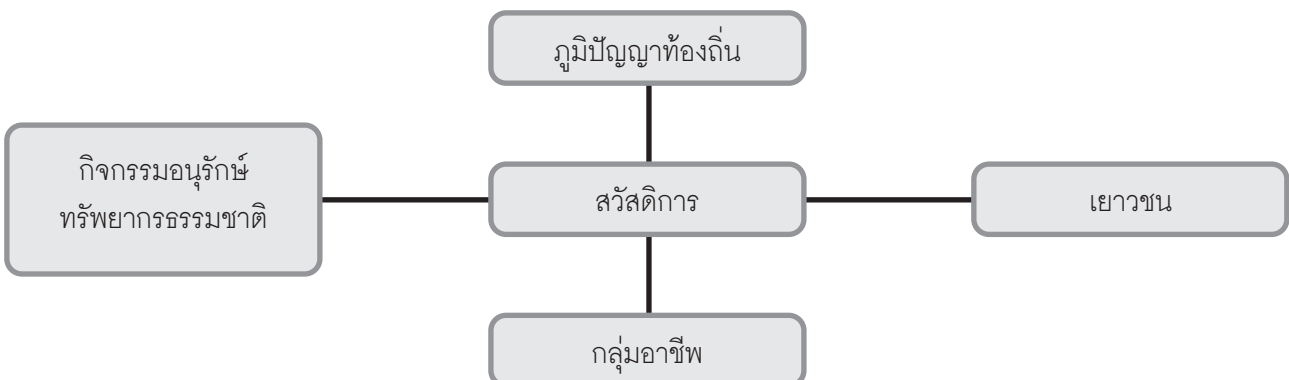 ภูมิปัญญาท้องถิ่น
กิจกรรมอนุรักษ์
ทรัพยากรธรรมชาติ
สวัสดิการ
เยาวชน
กลุ่มอาชีพ